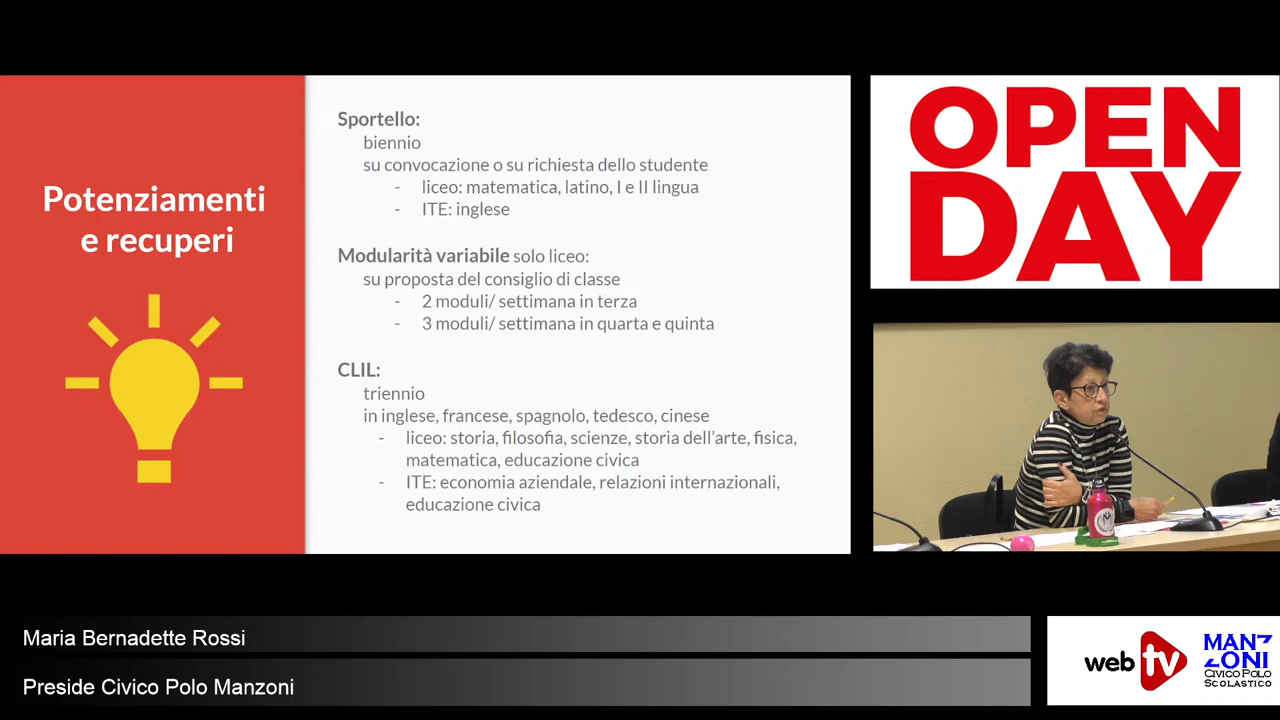 Potenziamenti
e recuperi
Sportello:
biennio
su convocazione o su richiesta dello studente
- liceo: matematica, latino, I e II lingua
- ITE: inglese
Modularità variabile solo liceo:
su proposta del consiglio di classe
- 2 moduli/ settimana in terza
- 3 moduli/ settimana in quarta e quinta
CLIL:
triennio
in inglese, francese, spagnolo, tedesco, cinese
- liceo: storia, filosofia, scienze, storia dell'arte, fisica,
matematica, educazione civica
- ITE: economia aziendale, relazioni internazionali,
educazione civica
OPEN
DAY
Maria Bernadette Rossi
Preside Civico Polo Manzoni
web tv
MANZ
ZONI
CIVICO POLO
SCOLASTICO